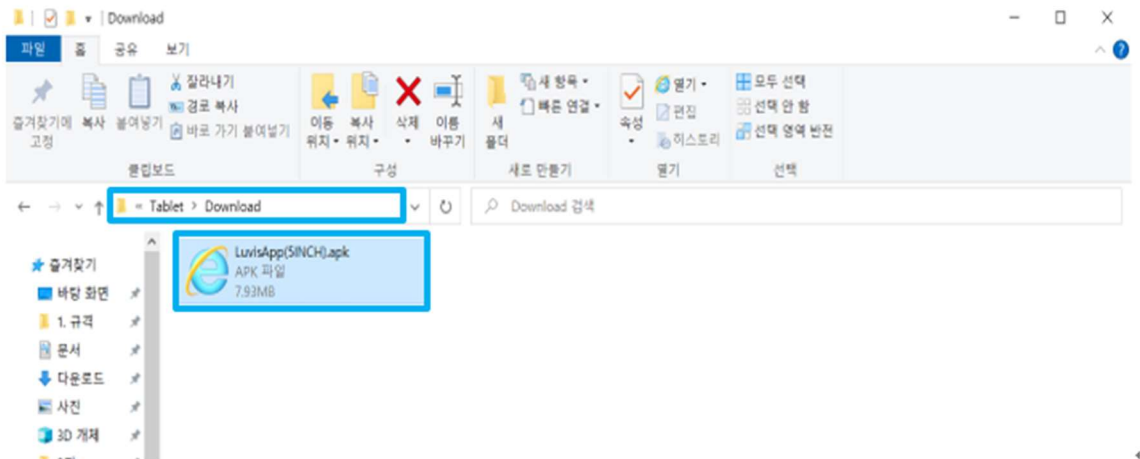 Download
파일 홈 공유 보기
즐겨찾기에 고정
복사
붙여넣기
잘라내기
경로 복사
바로 가기 붙여넣기
클립보드
이동 위치
복사 위치
삭제
이름 바꾸기
구성
새 폴더
새 항목
빠른 연결
새로 만들기
속성
열기
편집
히스토리
열기
모두 선택
선택 안 함
선택 영역 반전
선택
« Tablet > Download
Download 검색
즐겨찾기
바탕 화면
1. 규격
문서
다운로드
사진
3D 개체
LuvisApp(5INCH).apk
APK 파일
7.93MB